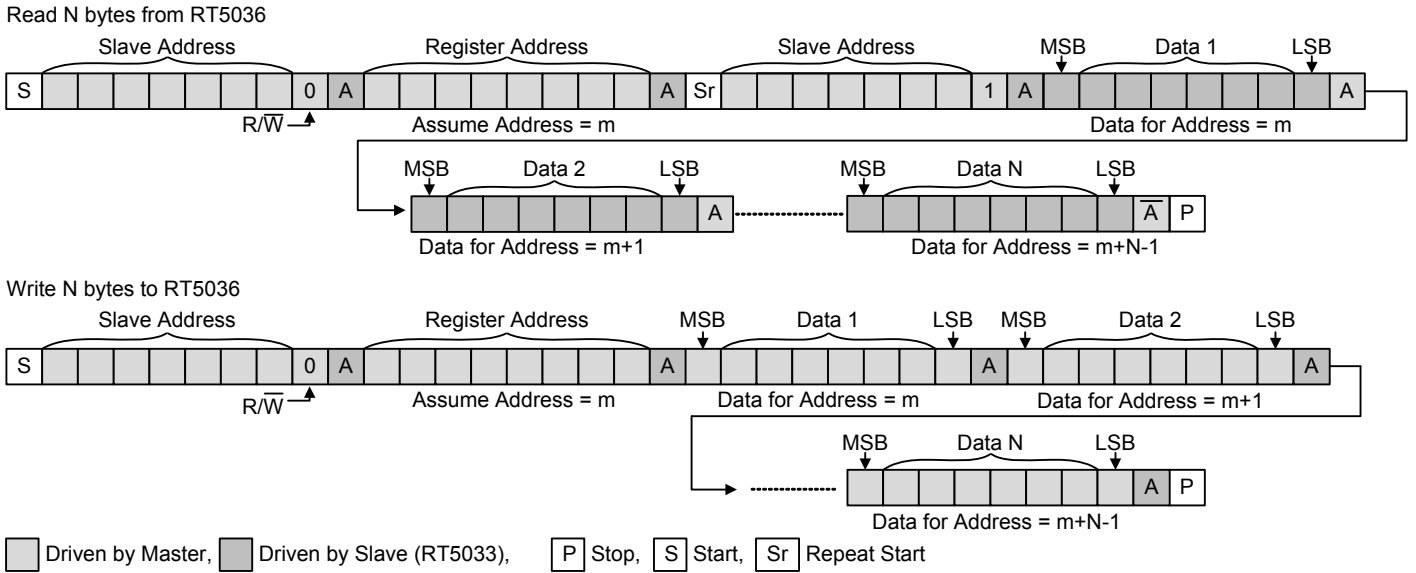 Read N bytes from RT5036
Slave Address Register Address Slave Address MSB Data 1 LSB
S 0 A A Sr 1 A A
R/W̅ Assume Address = m Data for Address = m
MSB Data 2 LSB MSB Data N LSB
A A̅ P
Data for Address = m+1 Data for Address = m+N-1
Write N bytes to RT5036
Slave Address Register Address MSB Data 1 LSB MSB Data 2 LSB
S 0 A A A A
R/W̅ Assume Address = m Data for Address = m Data for Address = m+1
MSB Data N LSB
A P
Data for Address = m+N-1
Driven by Master, Driven by Slave (RT5033), P Stop, S Start, Sr Repeat Start